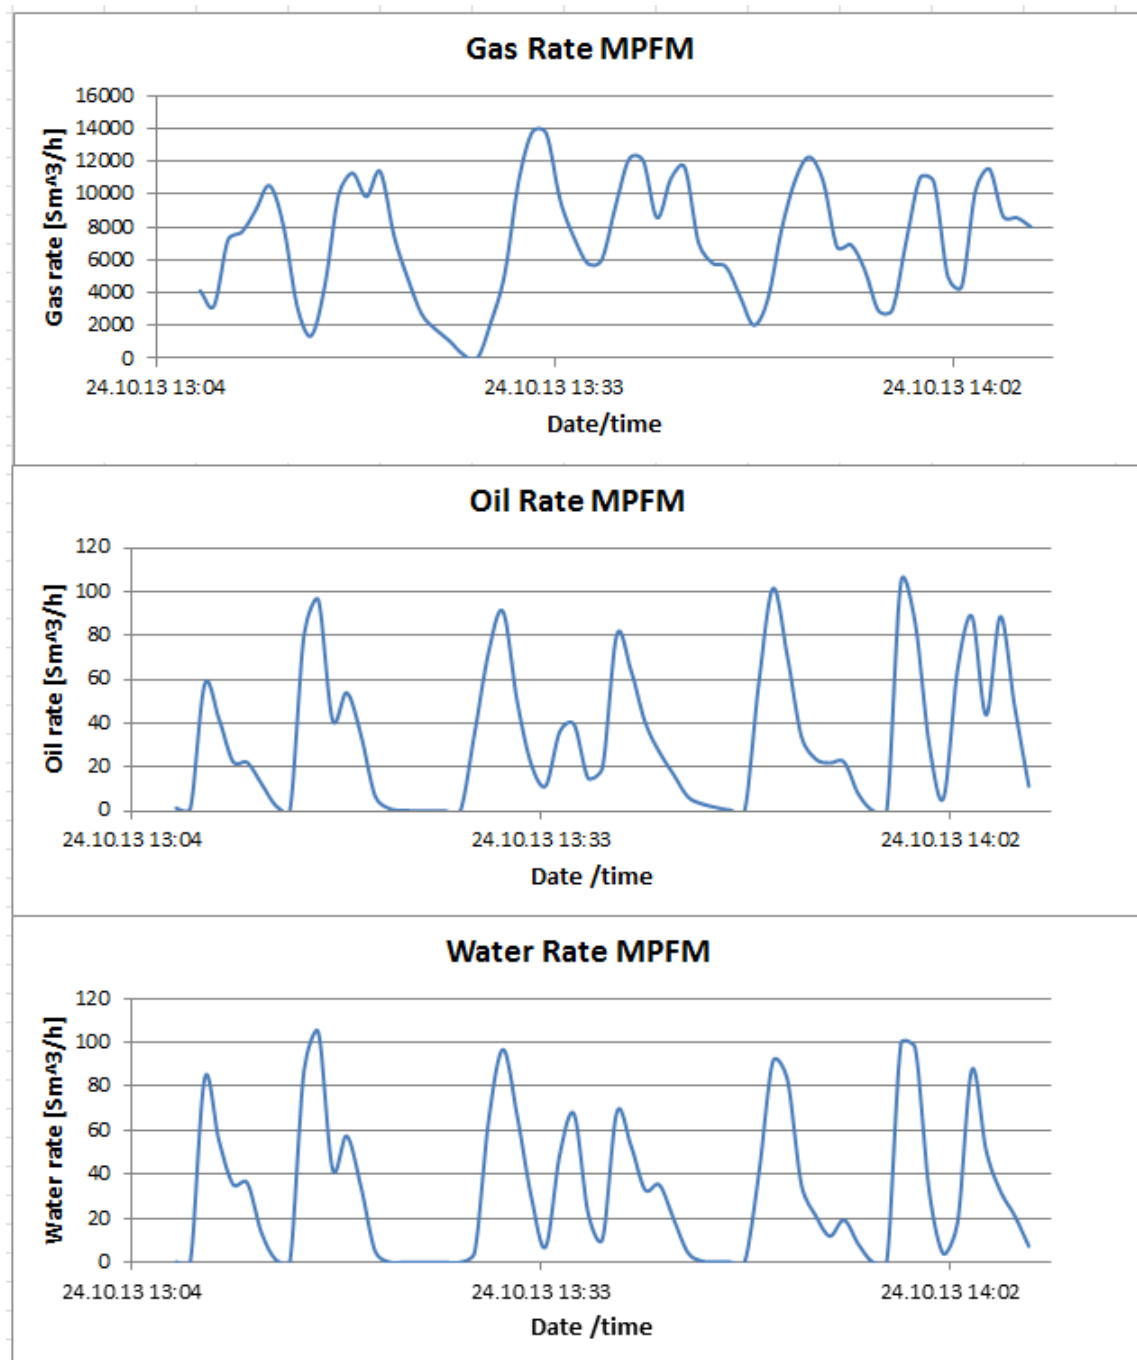 Gas Rate MPFM
16000
14000
12000
10000
8000
6000
4000
2000
0
Gas rate [Sm^3/h]
24.10.13 13:04 24.10.13 13:33 24.10.13 14:02
Date/time
Oil Rate MPFM
120
100
80
60
40
20
0
Oil rate [Sm^3/h]
24.10.13 13:04 24.10.13 13:33 24.10.13 14:02
Date /time
Water Rate MPFM
120
100
80
60
40
20
0
Water rate [Sm^3/h]
24.10.13 13:04 24.10.13 13:33 24.10.13 14:02
Date /time